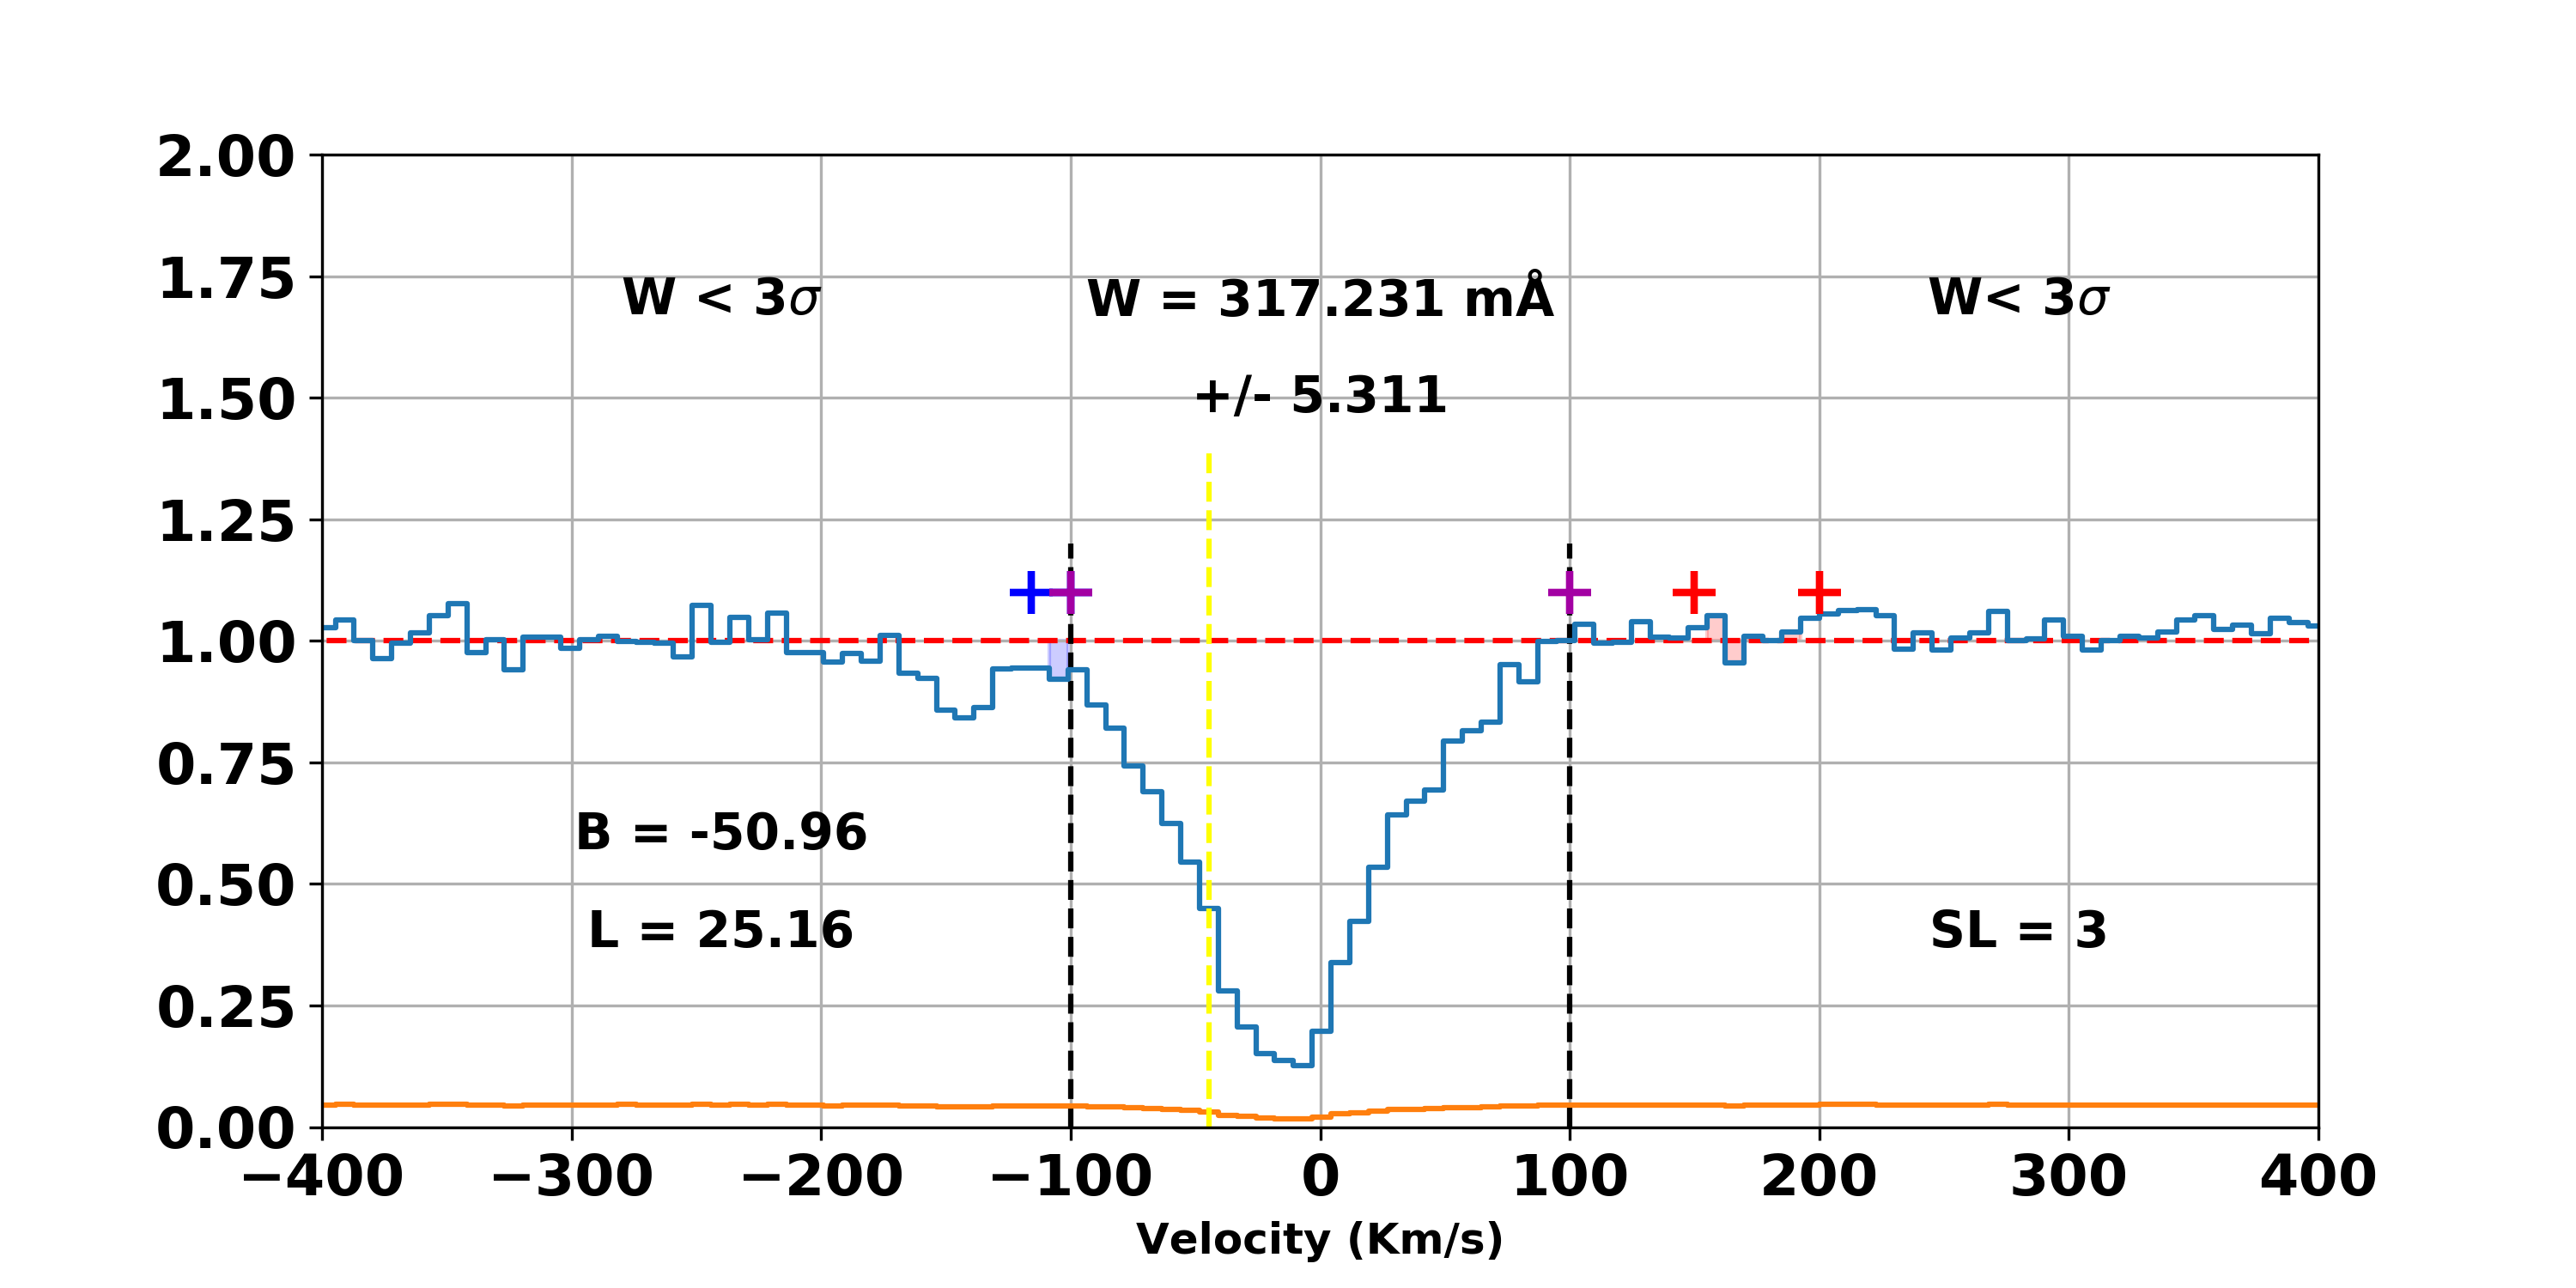 2.00
1.75
1.50
1.25
1.00
0.75
0.50
0.25
0.00
W < 3σ
W = 317.231 mÅ
W< 3σ
+/- 5.311
B = -50.96
L = 25.16
SL = 3
−400 −300 −200 −100 0 100 200 300 400
Velocity (Km/s)